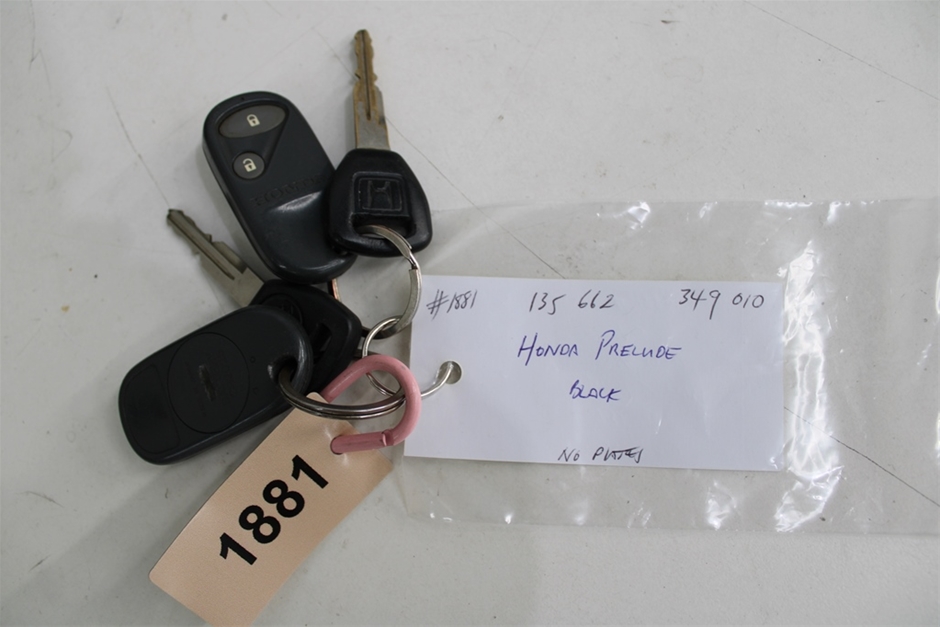 #1881 135 662 349 010
HONDA PRELUDE
BLACK
NO PLATES
1881